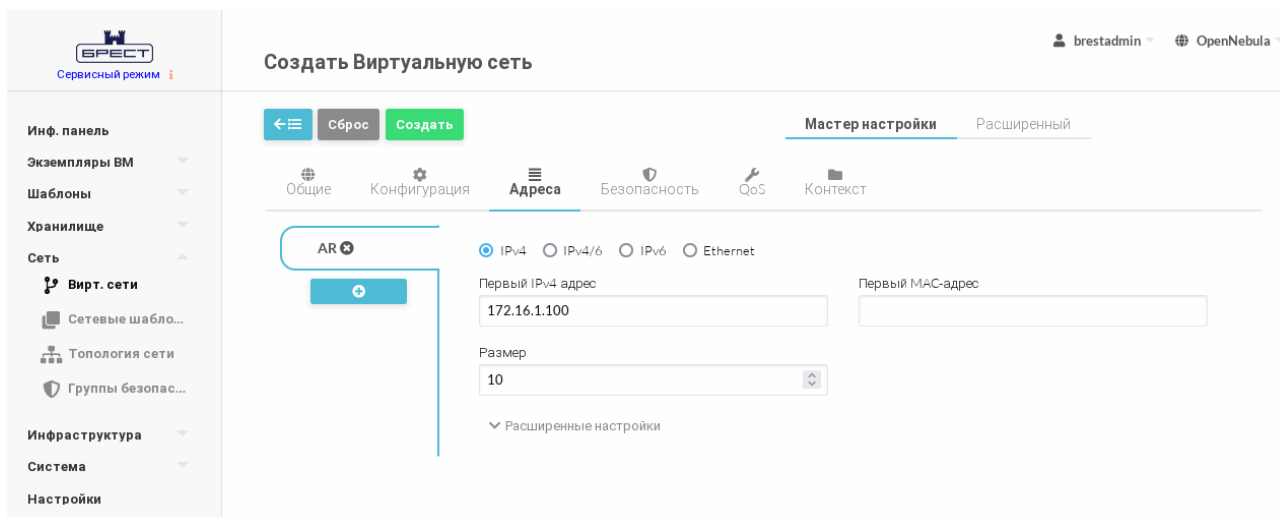 БРЕСТ
Сервисный режим
brestadmin
OpenNebula
Создать Виртуальную сеть
Сброс
Создать
Мастер настройки
Расширенный
Инф. панель
Экземпляры ВМ
Шаблоны
Хранилище
Сеть
Вирт. сети
Сетевые шабло...
Топология сети
Группы безопас...
Инфраструктура
Система
Настройки
Общие
Конфигурация
Адреса
Безопасность
QoS
Контекст
AR
IPv4
IPv4/6
IPv6
Ethernet
Первый IPv4 адрес
Первый MAC-адрес
172.16.1.100
Размер
10
Расширенные настройки